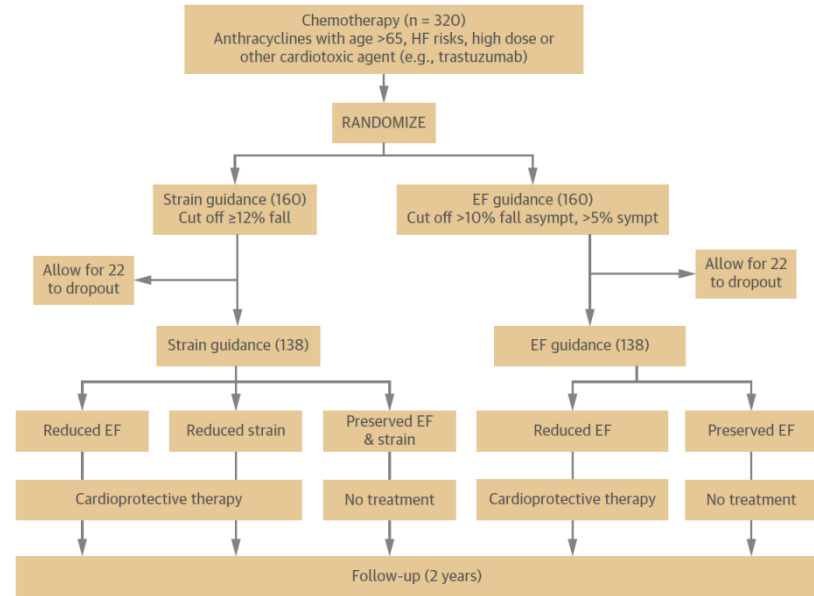 Chemotherapy (n = 320)
Anthracyclines with age >65, HF risks, high dose or
other cardiotoxic agent (e.g., trastuzumab)
RANDOMIZE
Strain guidance (160)
Cut off ≥12% fall
EF guidance (160)
Cut off >10% fall asympt, >5% sympt
Allow for 22
to dropout
Allow for 22
to dropout
Strain guidance (138)
EF guidance (138)
Reduced EF
Reduced strain
Preserved EF
& strain
Reduced EF
Preserved EF
Cardioprotective therapy
No treatment
Cardioprotective therapy
No treatment
Follow-up (2 years)